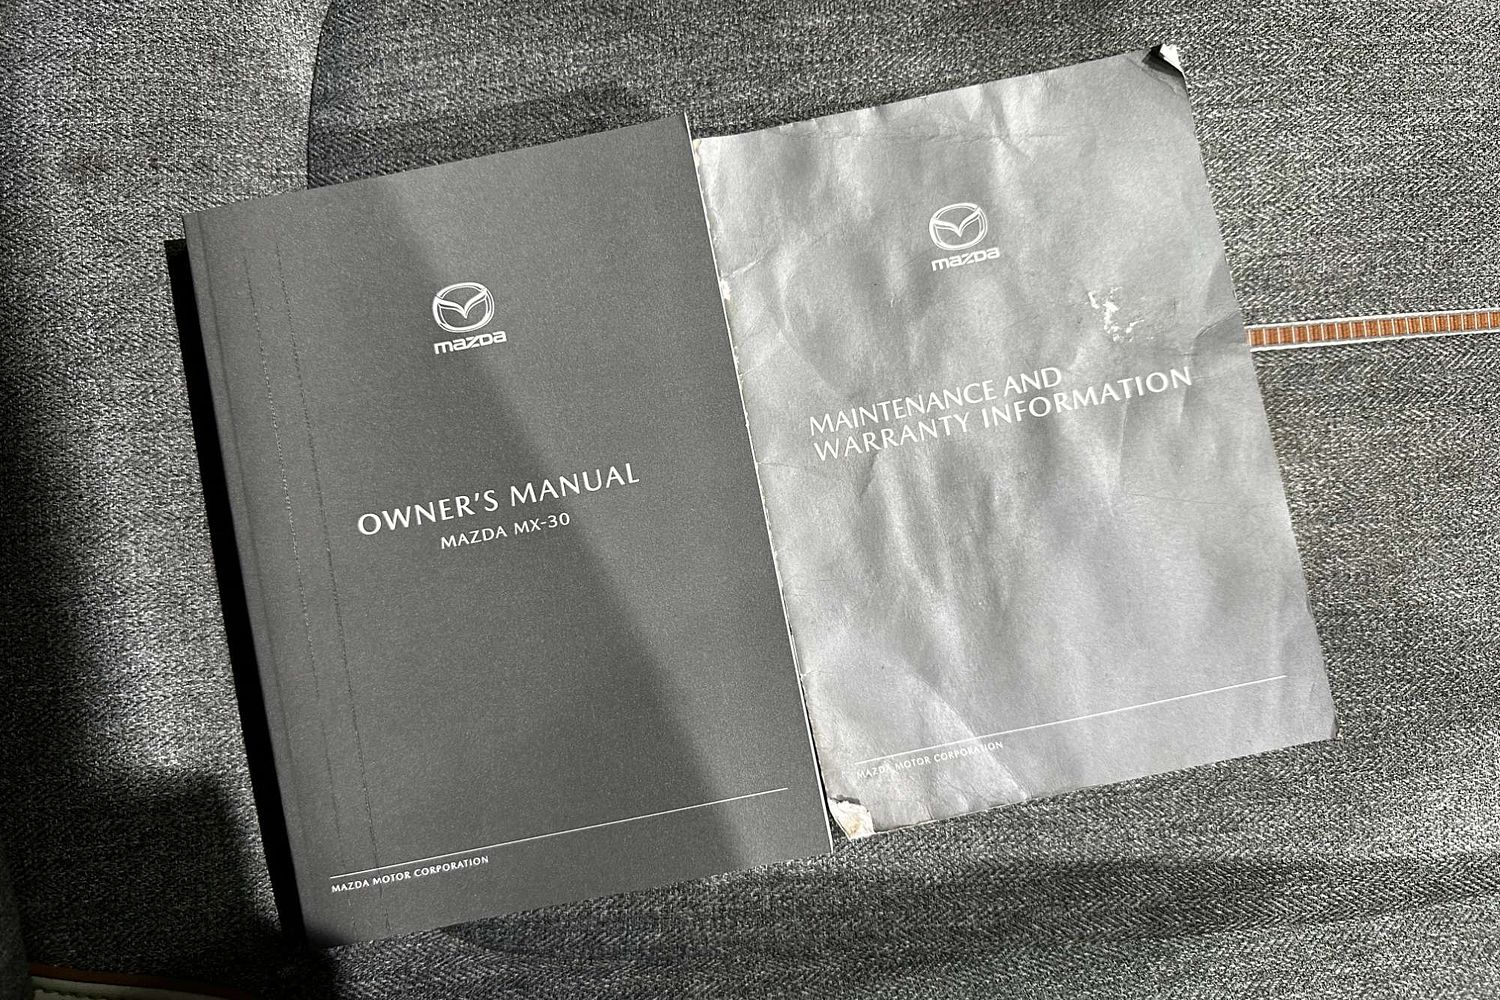 mazda
OWNER'S MANUAL
MAZDA MX-30
MAZDA MOTOR CORPORATION
mazda
MAINTENANCE AND
WARRANTY INFORMATION
MAZDA MOTOR CORPORATION